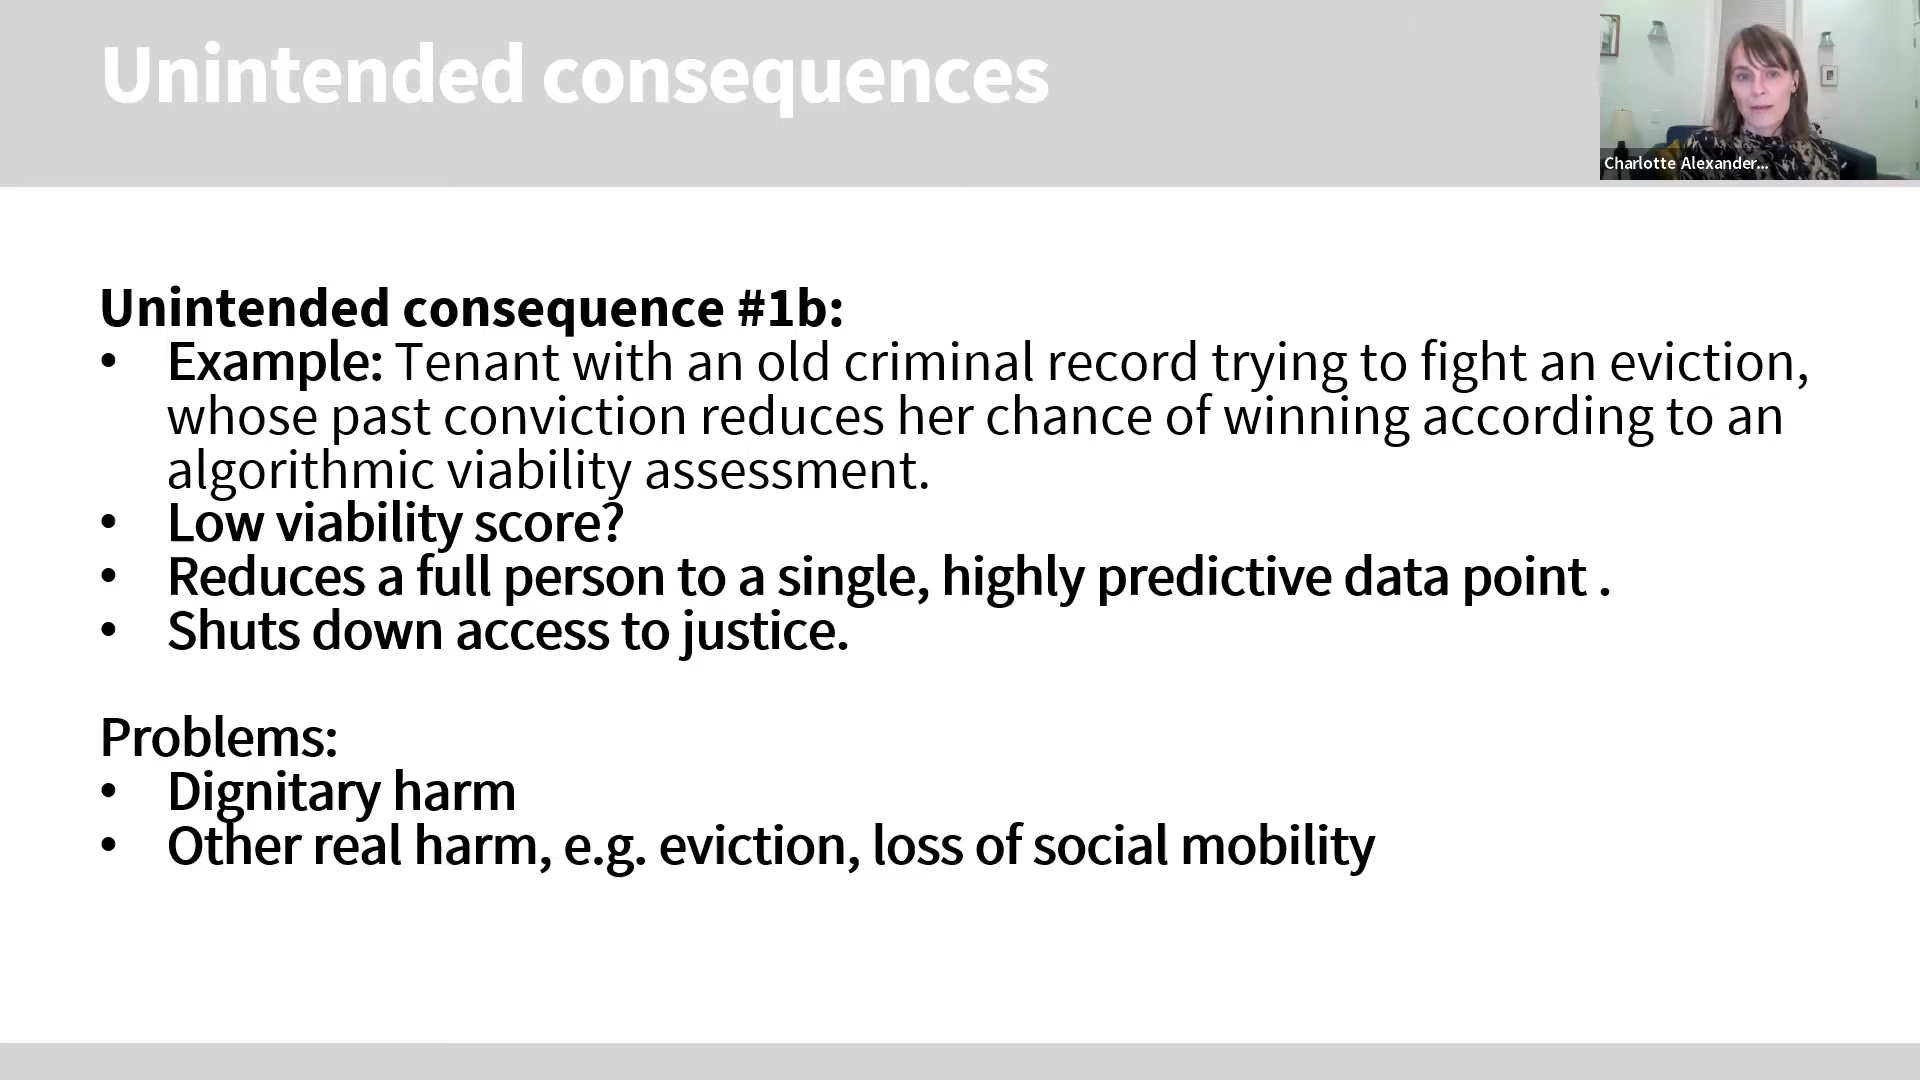 Unintended consequences
Charlotte Alexander...
Unintended consequence #1b:
• Example: Tenant with an old criminal record trying to fight an eviction,
whose past conviction reduces her chance of winning according to an
algorithmic viability assessment.
• Low viability score?
• Reduces a full person to a single, highly predictive data point .
• Shuts down access to justice.
Problems:
• Dignitary harm
• Other real harm, e.g. eviction, loss of social mobility